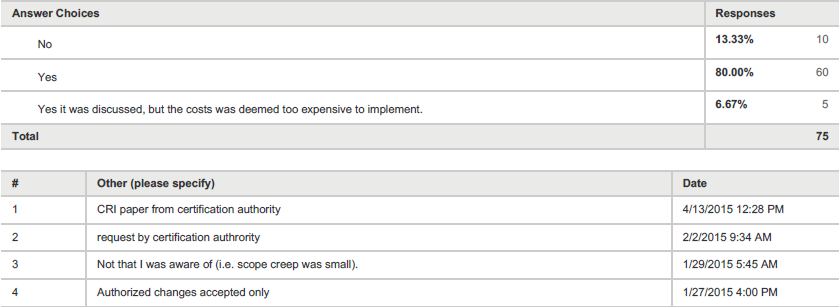 Answer Choices Responses
No 13.33% 10
Yes 80.00% 60
Yes it was discussed, but the costs was deemed too expensive to implement. 6.67% 5
Total 75
# Other (please specify) Date
1 CRI paper from certification authority 4/13/2015 12:28 PM
2 request by certification authrority 2/2/2015 9:34 AM
3 Not that I was aware of (i.e. scope creep was small). 1/29/2015 5:45 AM
4 Authorized changes accepted only 1/27/2015 4:00 PM